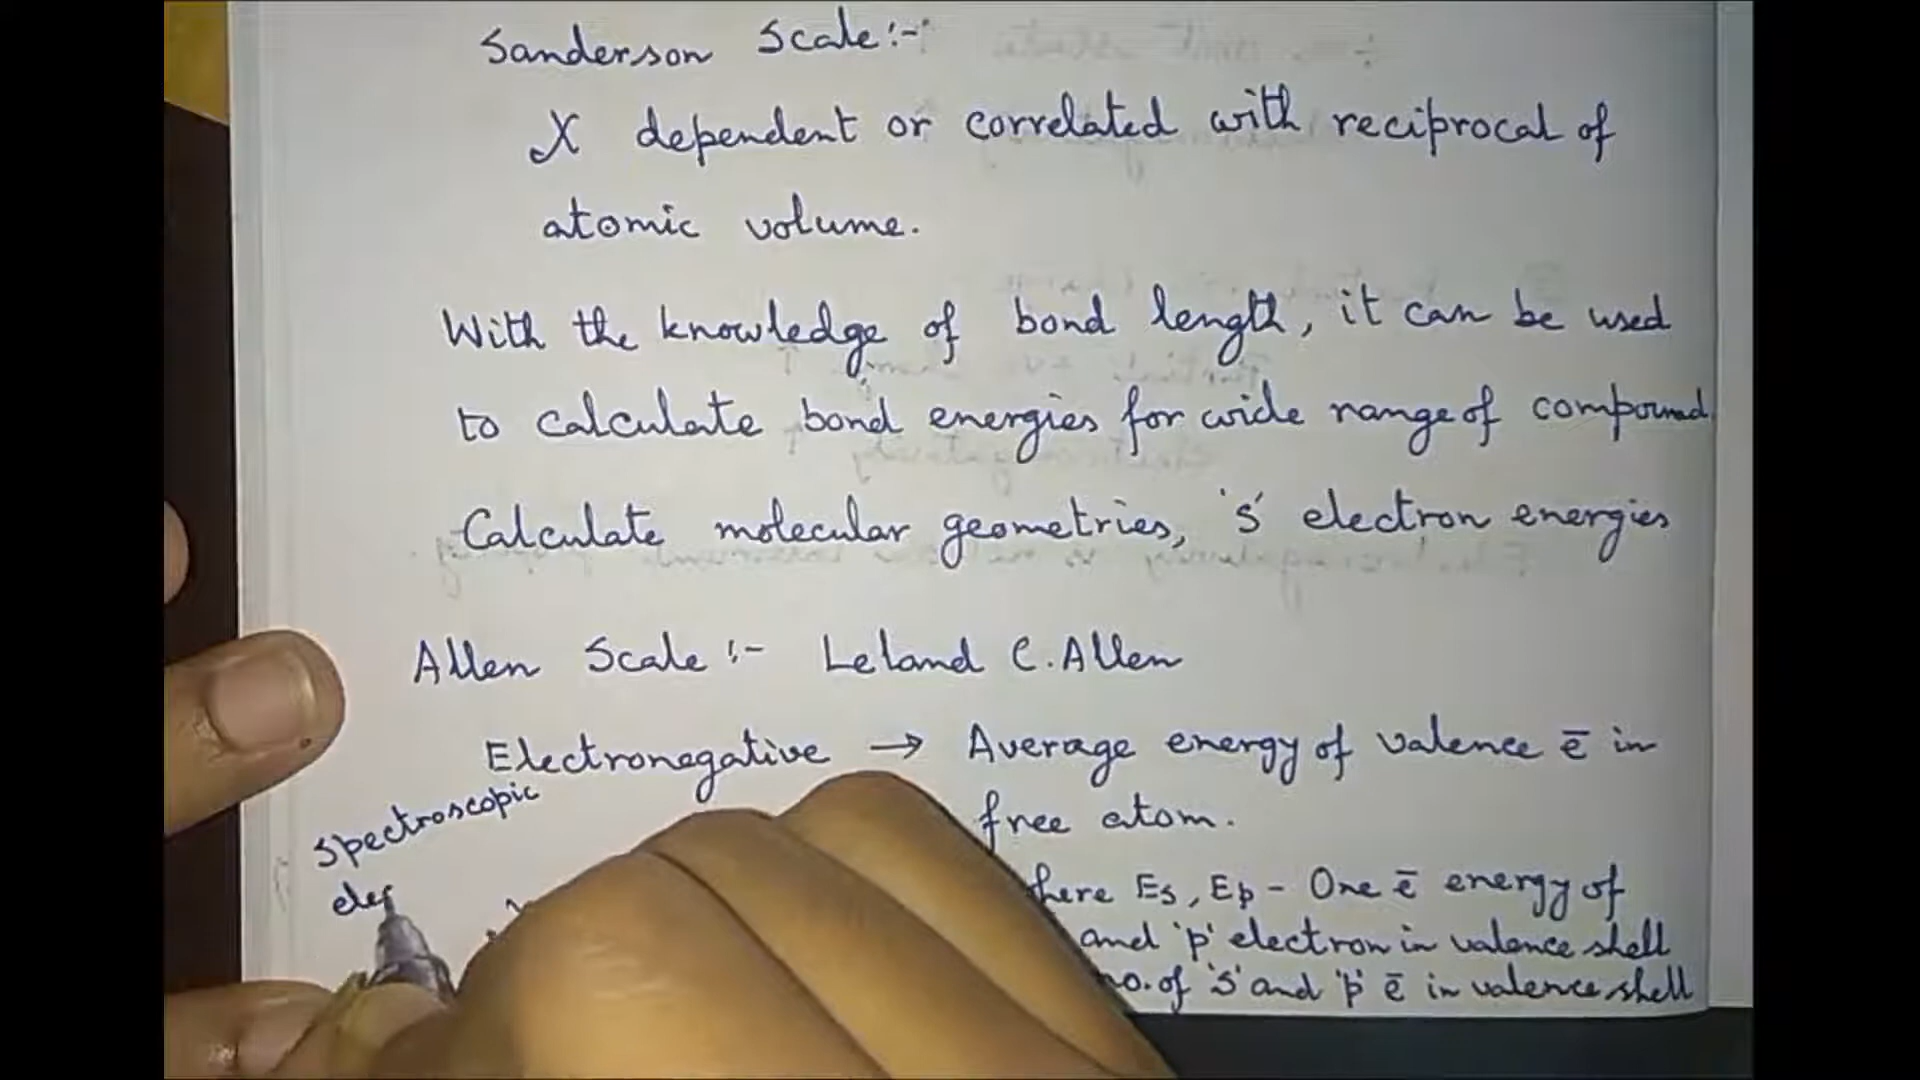 Sanderson Scale:-
X dependent or correlated with reciprocal of
atomic volume.
With the knowledge of bond length, it can be used
to calculate bond energies for wide range of compound
Calculate molecular geometries, 's' electron energies
Allen Scale :- Leland C. Allen
Electronegative → Average energy of valence ē in
free atom.
spectroscopic
ele
here Es, Ep - One ē energy of
and 'p' electron in valence shell
no. of 's' and 'p' ē in valence shell